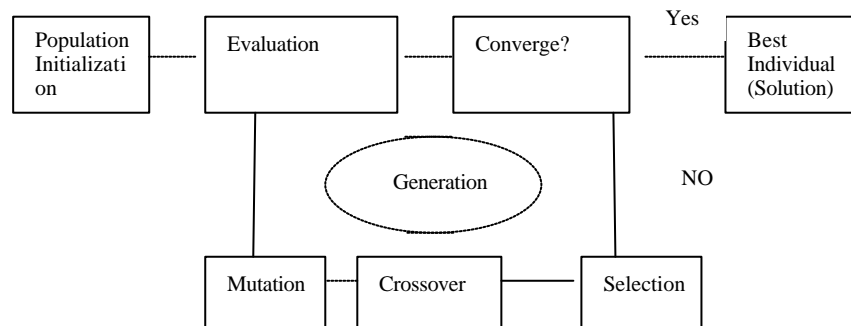 Yes
Population
Initializati
on
Evaluation
Converge?
Best
Individual
(Solution)
Generation
NO
Mutation
Crossover
Selection